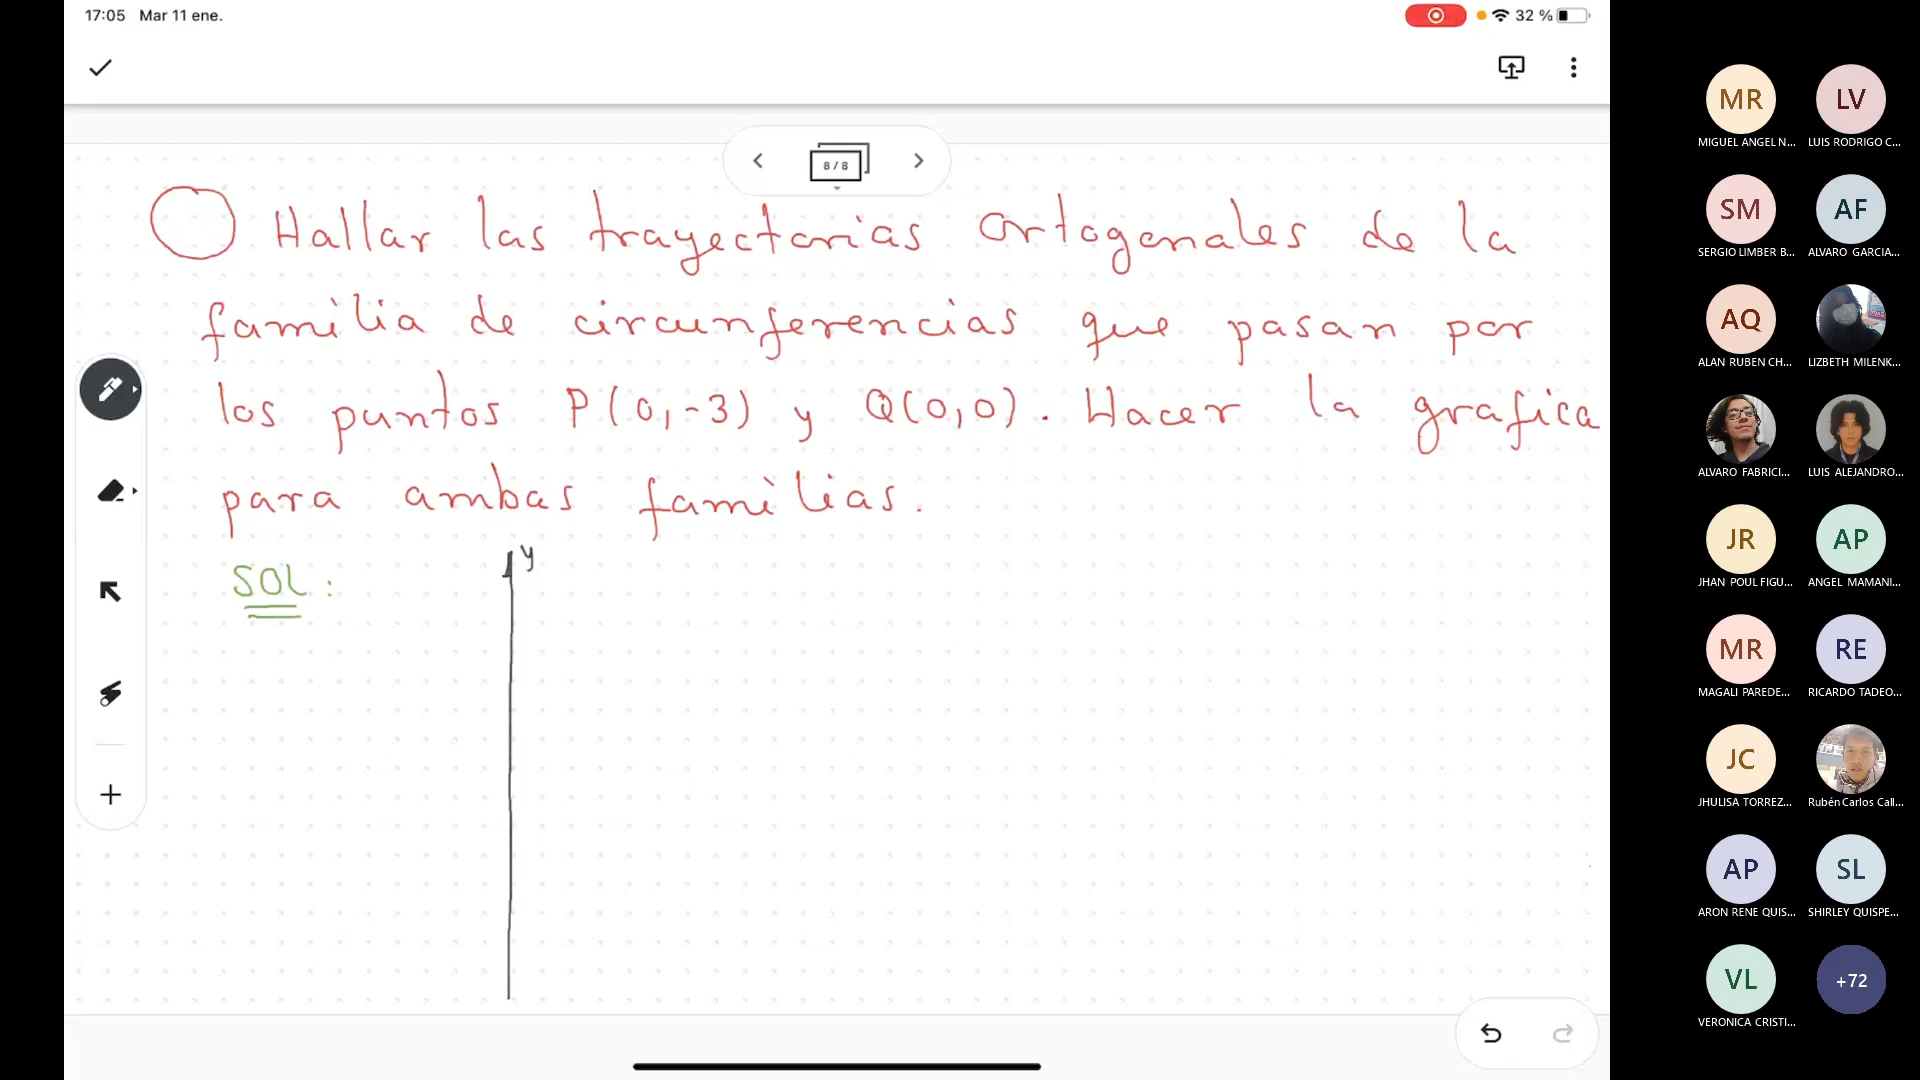 17:05 Mar 11 ene.
32 %
8 / 8
Hallar las trayectorias ortogonales de la
familia de circunferencias que pasan por
los puntos P(0,-3) y Q(0,0). Hacer la grafica
para ambas familias.
SOL:
y
MR LV
MIGUEL ANGEL N... LUIS RODRIGO C...
SM AF
SERGIO LIMBER B... ALVARO GARCIA...
AQ
ALAN RUBEN CH... LIZBETH MILENK...
ALVARO FABRICI... LUIS ALEJANDRO...
JR AP
JHAN POUL FIGU... ANGEL MAMANI...
MR RE
MAGALI PAREDE... RICARDO TADEO...
JC
JHULISA TORREZ... Rubén Carlos Call...
AP SL
ARON RENE QUIS... SHIRLEY QUISPE...
VL +72
VERONICA CRISTI...